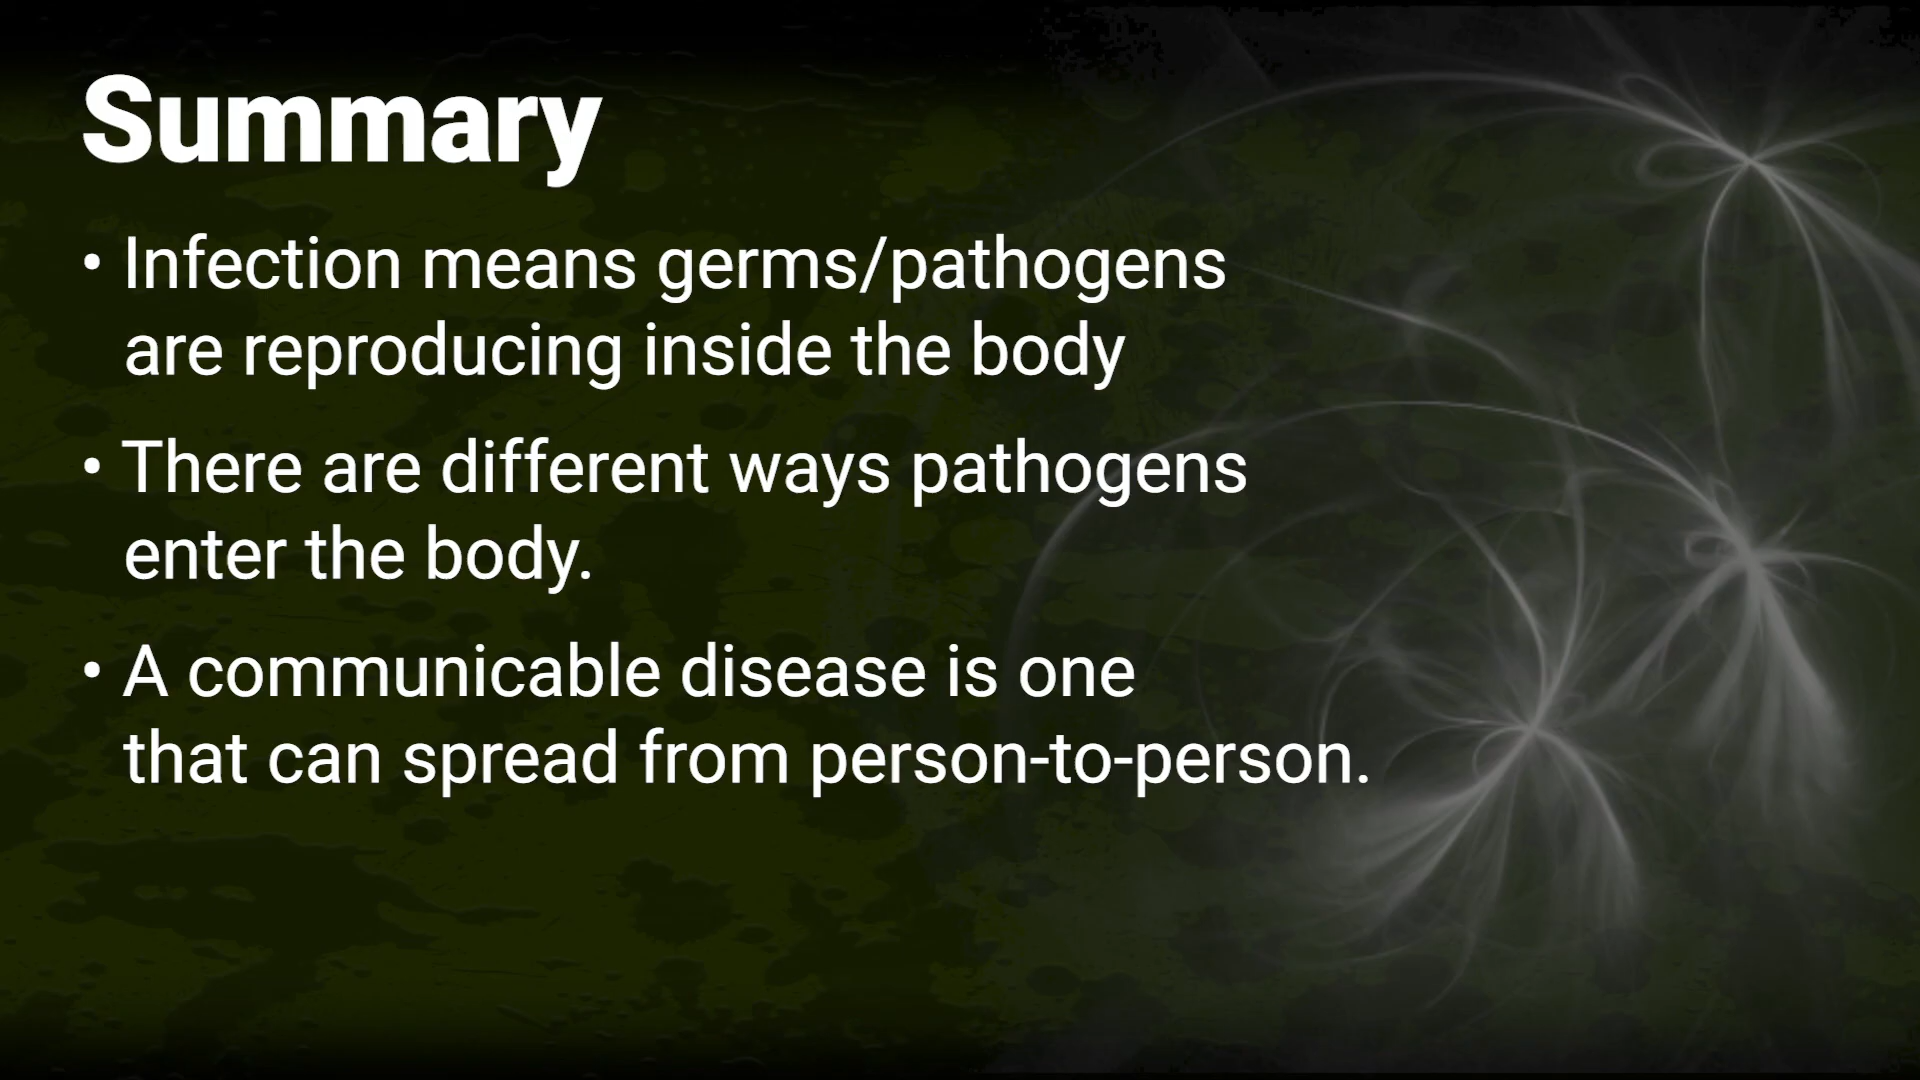 Summary
• Infection means germs/pathogens
are reproducing inside the body
• There are different ways pathogens
enter the body.
• A communicable disease is one
that can spread from person-to-person.